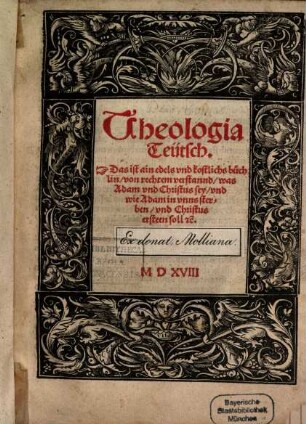 Theologia
Teütsch.
Das ist ain edels vnd kostlichs büch
lin / von rechtem verstannd / was
Adam vnd Christus sey / vnd
wie Adam in vnns ster-
ben / vnd Christus
ersteen soll ⁊c̃.
Ex donat. Molliana.
M D XVIII
Bayerische
Staatsbibliothek
München